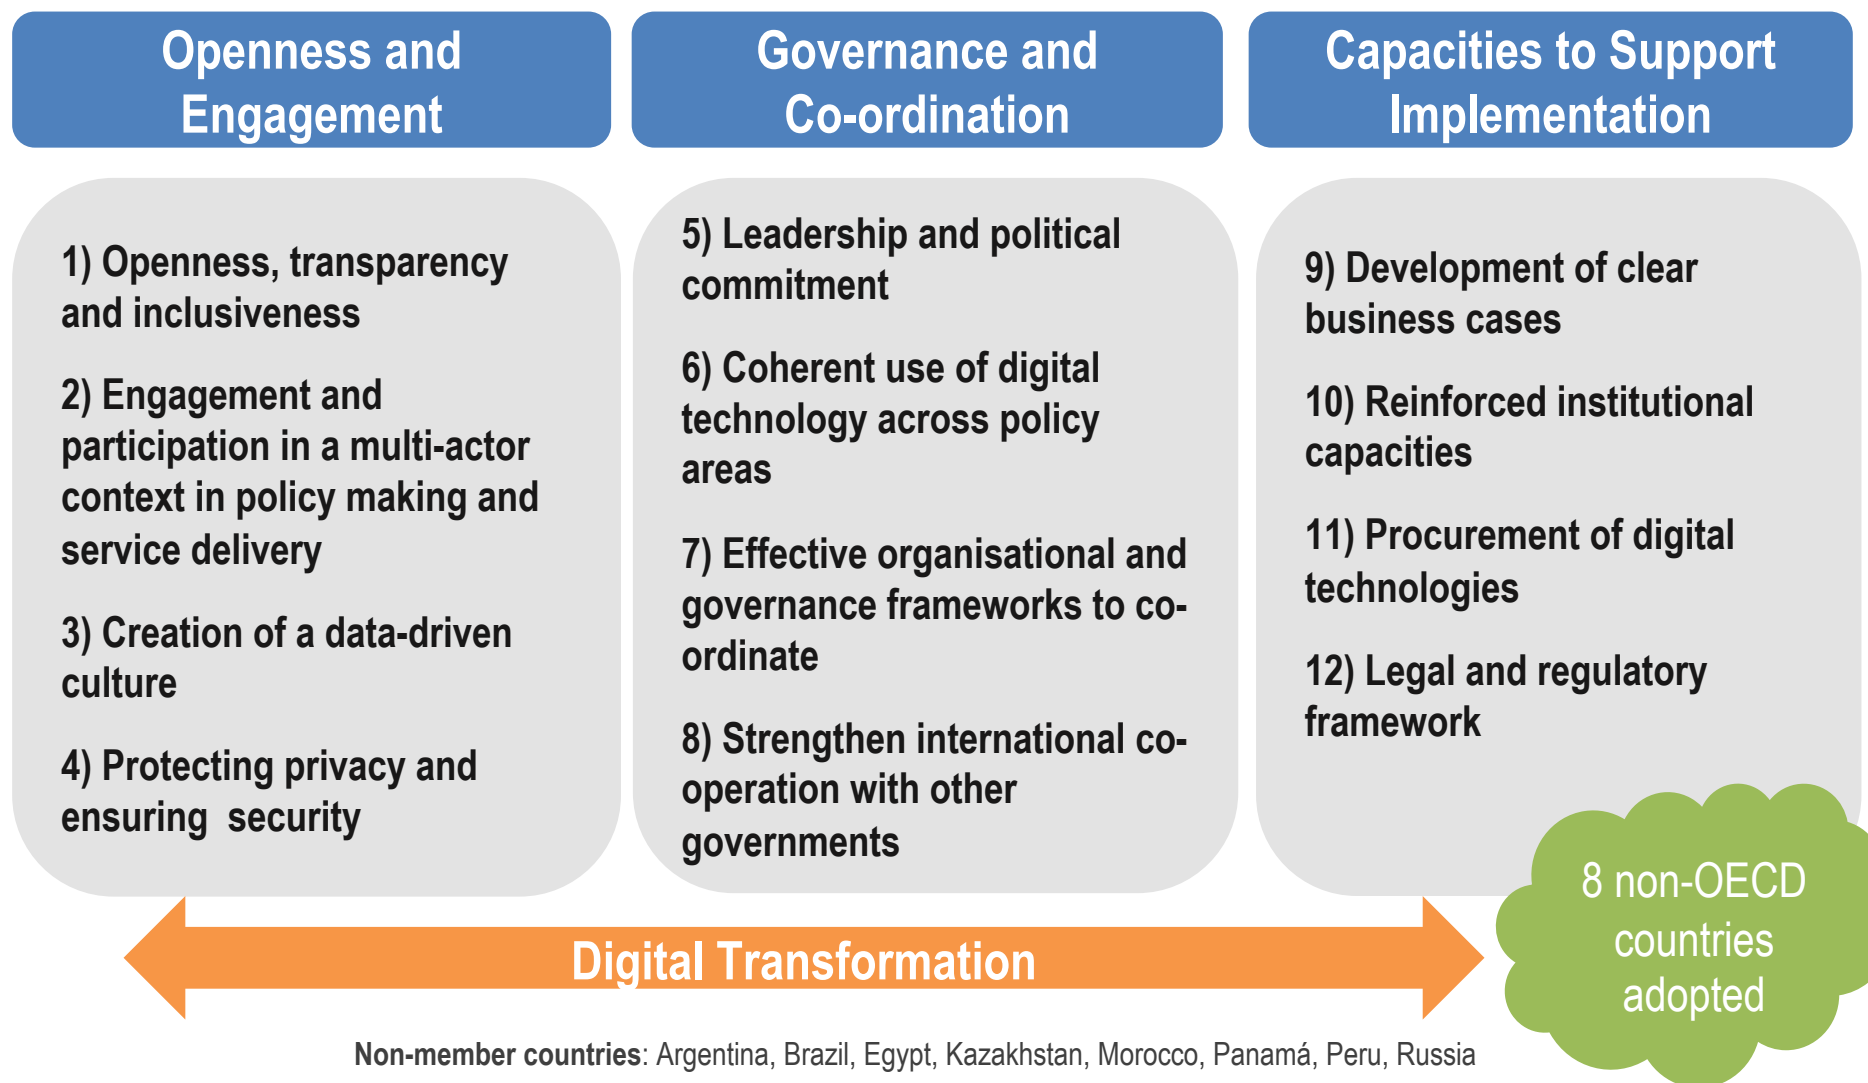 Openness and
Engagement
Governance and
Co-ordination
Capacities to Support
Implementation
1) Openness, transparency
and inclusiveness
2) Engagement and
participation in a multi-actor
context in policy making and
service delivery
3) Creation of a data-driven
culture
4) Protecting privacy and
ensuring  security
5) Leadership and political
commitment
6) Coherent use of digital
technology across policy
areas
7) Effective organisational and
governance frameworks to co-
ordinate
8) Strengthen international co-
operation with other
governments
9) Development of clear
business cases
10) Reinforced institutional
capacities
11) Procurement of digital
technologies
12) Legal and regulatory
framework
8 non-OECD
countries
adopted
Digital Transformation
Non-member countries: Argentina, Brazil, Egypt, Kazakhstan, Morocco, Panamá, Peru, Russia